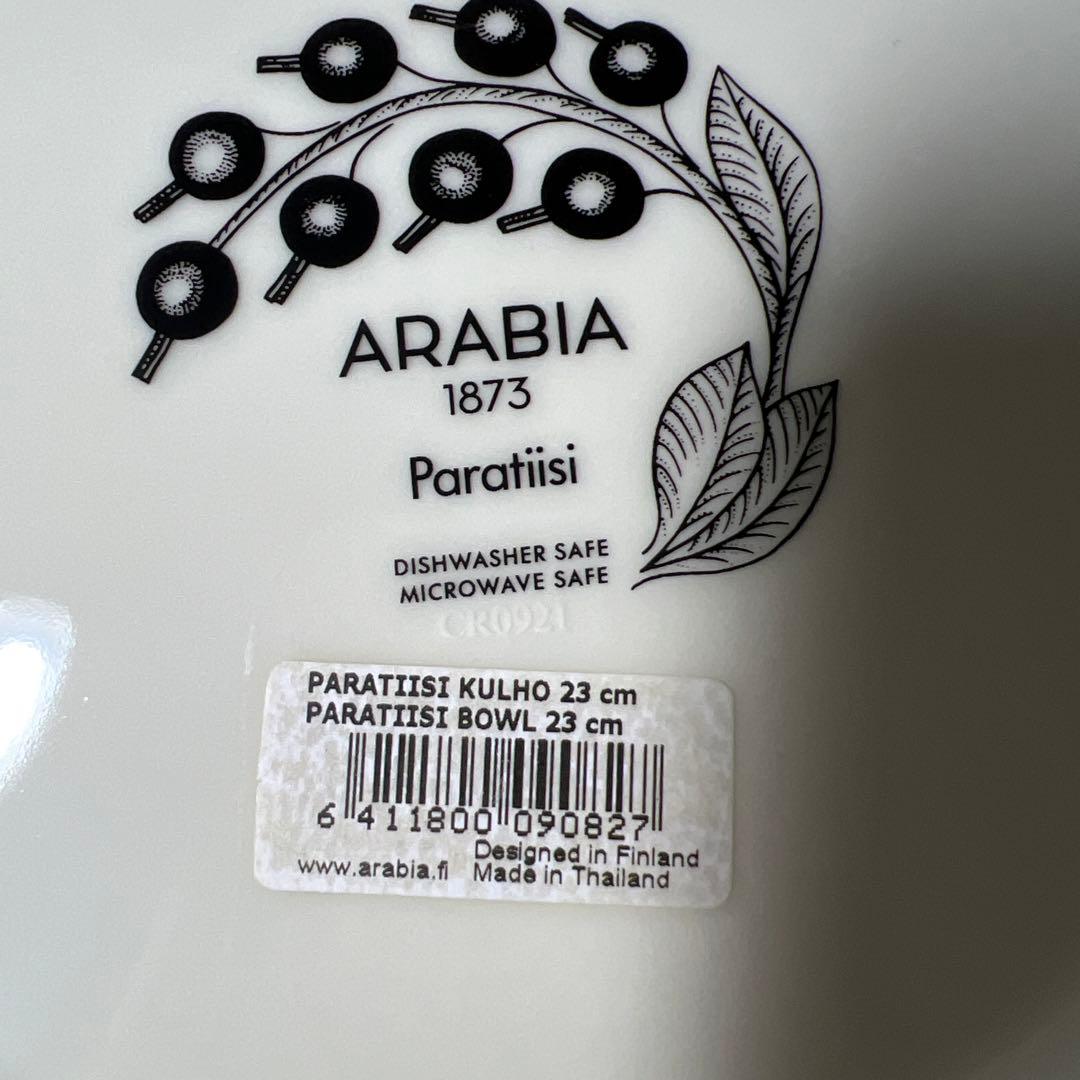 ARABIA
1873
Paratiisi
DISHWASHER SAFE
MICROWAVE SAFE
CR0921
PARATIISI KULHO 23 cm
PARATIISI BOWL 23 cm
6 411800 090827
Designed in Finland
www.arabia.fi Made in Thailand